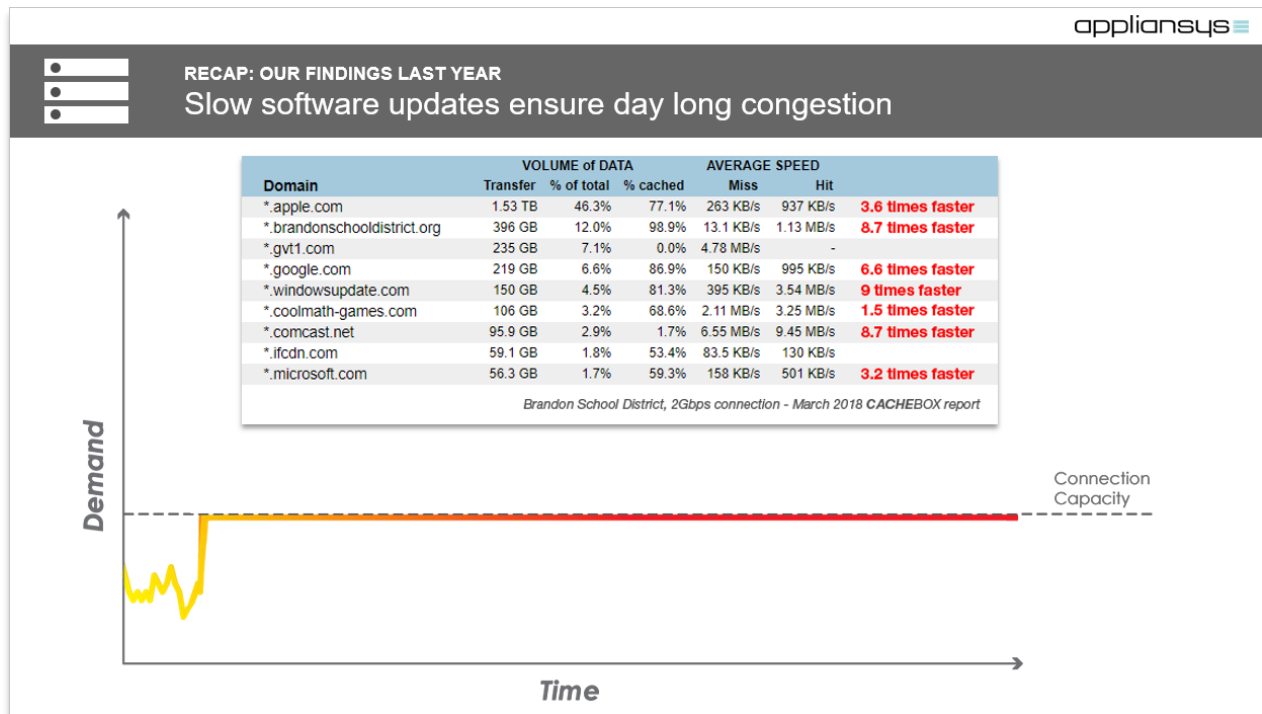 appliansys
RECAP: OUR FINDINGS LAST YEAR
Slow software updates ensure day long congestion
VOLUME of DATA AVERAGE SPEED
Domain Transfer % of total % cached Miss Hit
*.apple.com 1.53 TB 46.3% 77.1% 263 KB/s 937 KB/s 3.6 times faster
*.brandonschooldistrict.org 396 GB 12.0% 98.9% 13.1 KB/s 1.13 MB/s 8.7 times faster
*.gvt1.com 235 GB 7.1% 0.0% 4.78 MB/s -
*.google.com 219 GB 6.6% 86.9% 150 KB/s 995 KB/s 6.6 times faster
*.windowsupdate.com 150 GB 4.5% 81.3% 395 KB/s 3.54 MB/s 9 times faster
*.coolmath-games.com 106 GB 3.2% 68.6% 2.11 MB/s 3.25 MB/s 1.5 times faster
*.comcast.net 95.9 GB 2.9% 1.7% 6.55 MB/s 9.45 MB/s 8.7 times faster
*.ifcdn.com 59.1 GB 1.8% 53.4% 83.5 KB/s 130 KB/s
*.microsoft.com 56.3 GB 1.7% 59.3% 158 KB/s 501 KB/s 3.2 times faster
Brandon School District, 2Gbps connection - March 2018 CACHEBOX report
Demand
Connection
Capacity
Time